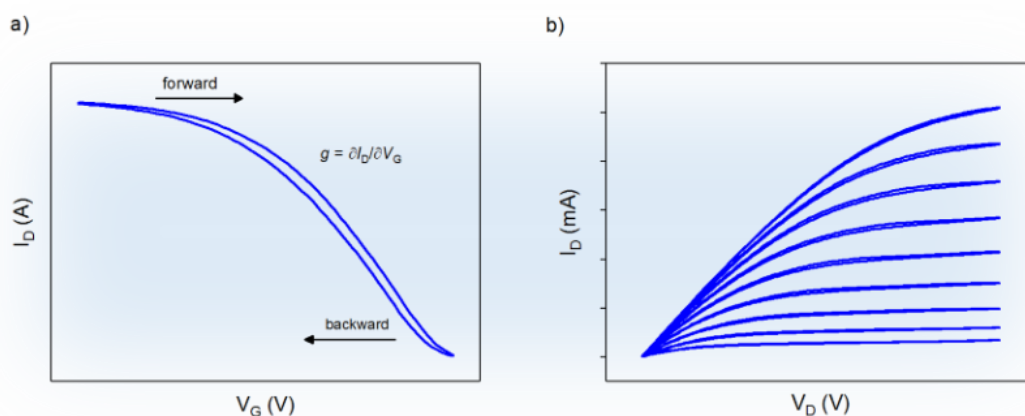 a)
forward
g = ∂I_D/∂V_G
backward
I_D (A)
V_G (V)
b)
I_D (mA)
V_D (V)